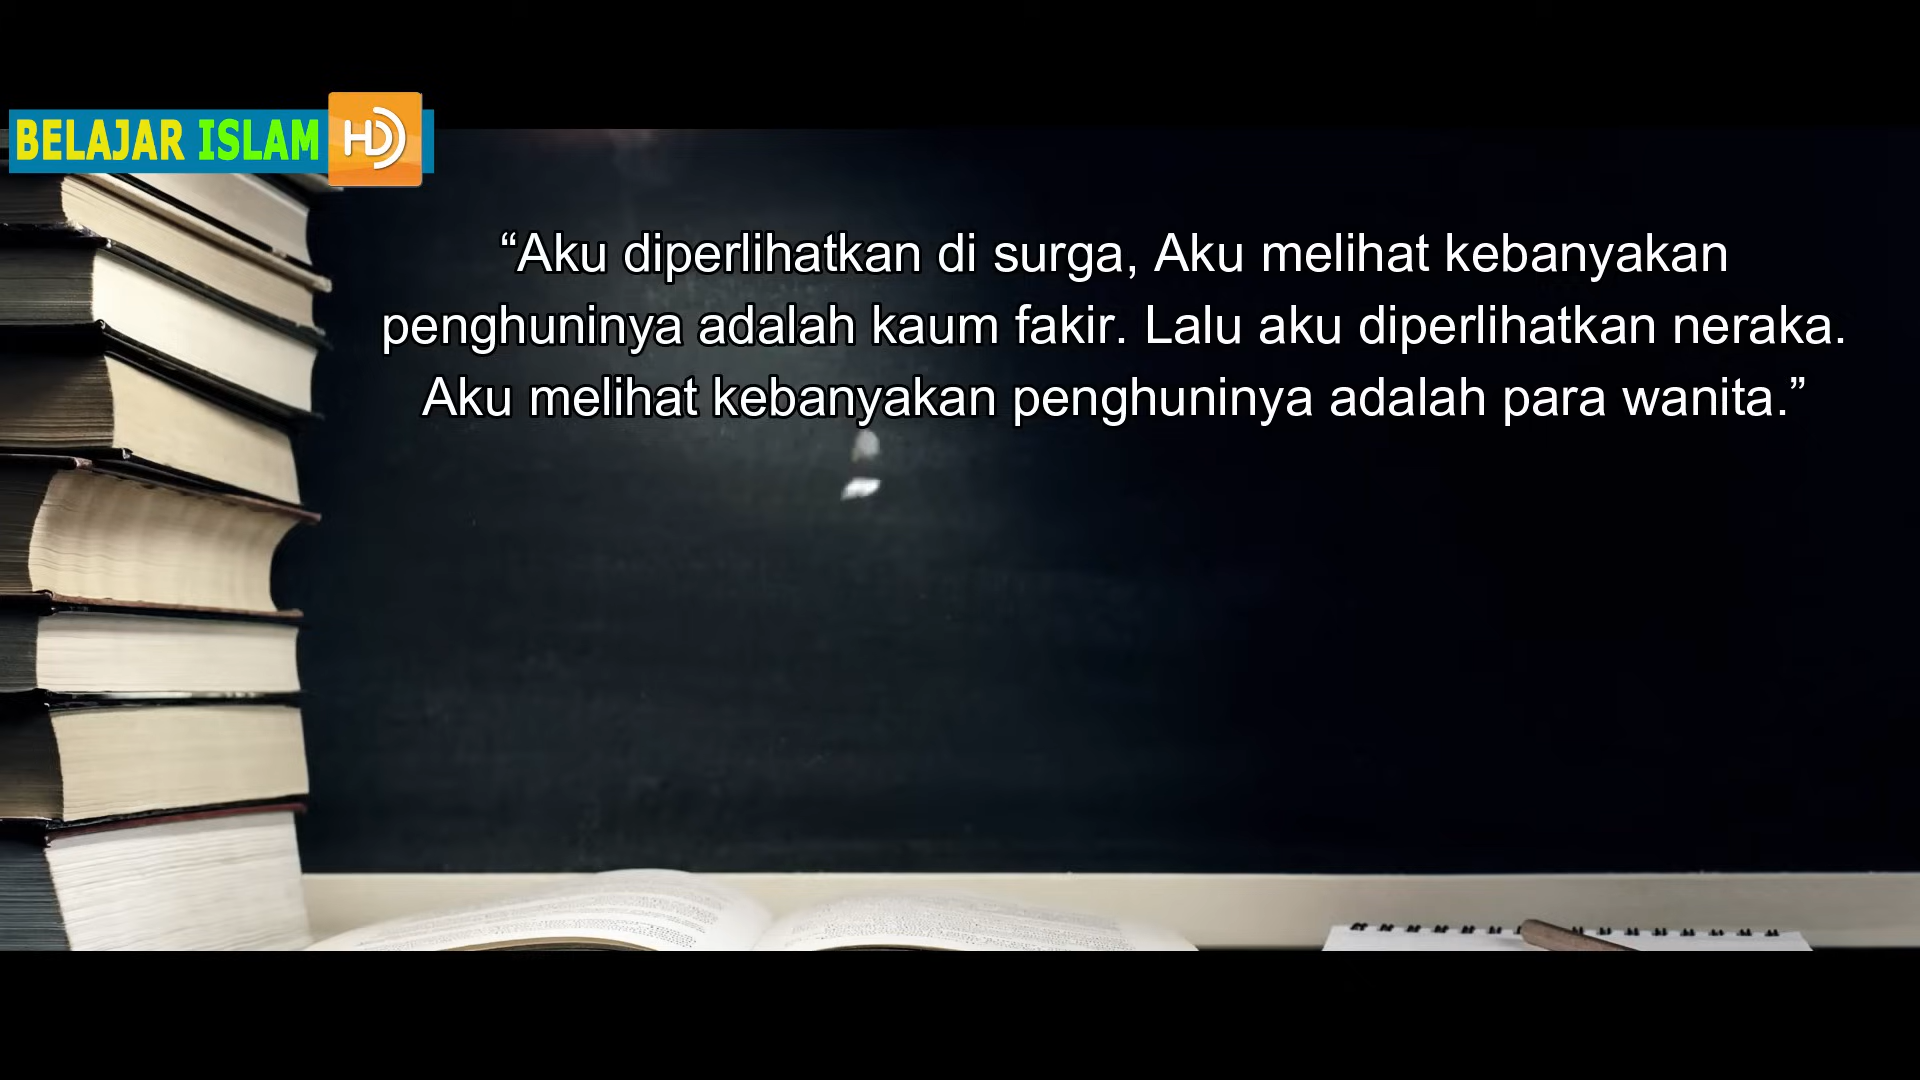 BELAJAR ISLAM HD
“Aku diperlihatkan di surga, Aku melihat kebanyakan
penghuninya adalah kaum fakir. Lalu aku diperlihatkan neraka.
Aku melihat kebanyakan penghuninya adalah para wanita.”